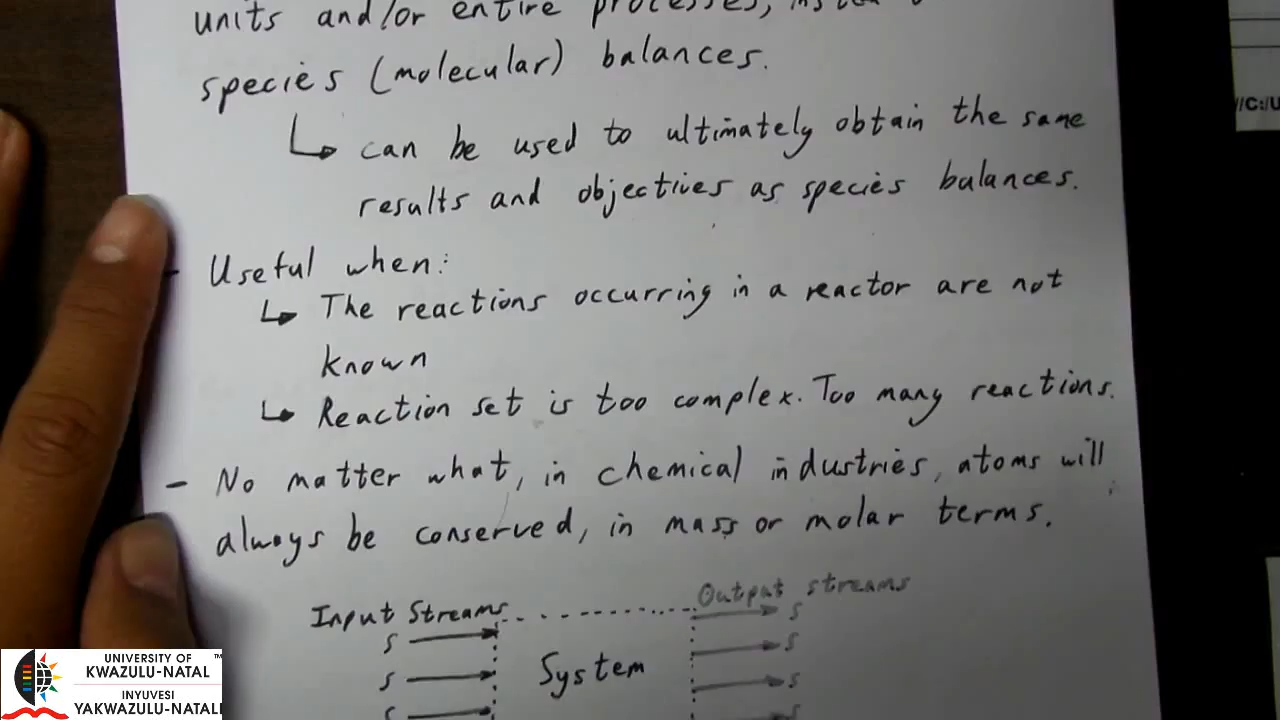 units and/or entire processes,
species (molecular) balances.
↳ can be used to ultimately obtain the same
results and objectives as species balances.
- Useful when:
↳ The reactions occurring in a reactor are not
known
↳ Reaction set is too complex. Too many reactions.
- No matter what, in chemical industries, atoms will
always be conserved, in mass or molar terms.
Input Streams Output streams
S S
S System S
S S
//C:/U
UNIVERSITY OF ™
KWAZULU-NATAL
INYUVESI
YAKWAZULU-NATALI